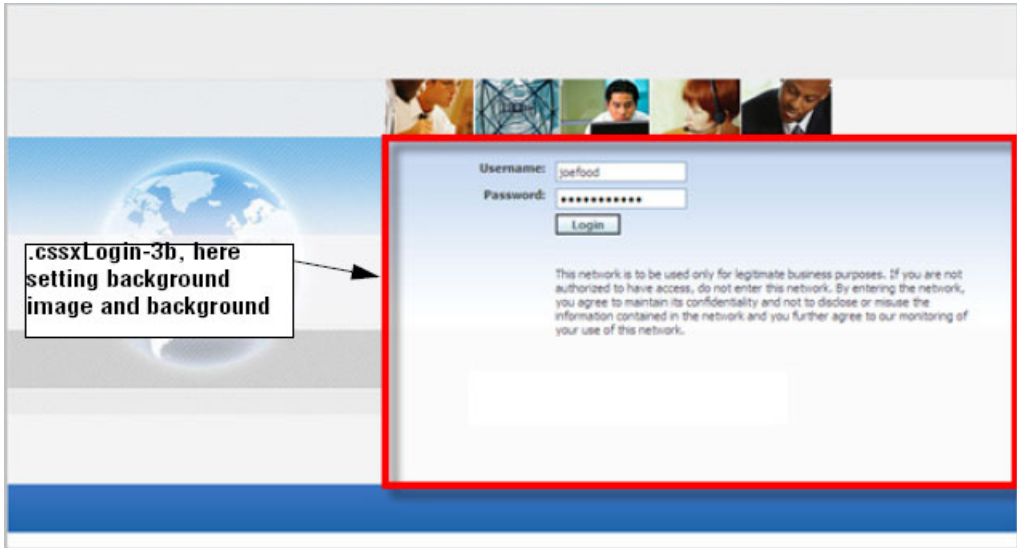 Username: joefood
Password: ●●●●●●●●●●●
Login
.cssxLogin-3b, here
setting background
image and background
This network is to be used only for legitimate business purposes. If you are not
authorized to have access, do not enter this network. By entering the network,
you agree to maintain its confidentiality and not to disclose or misuse the
information contained in the network and you further agree to our monitoring of
your use of this network.